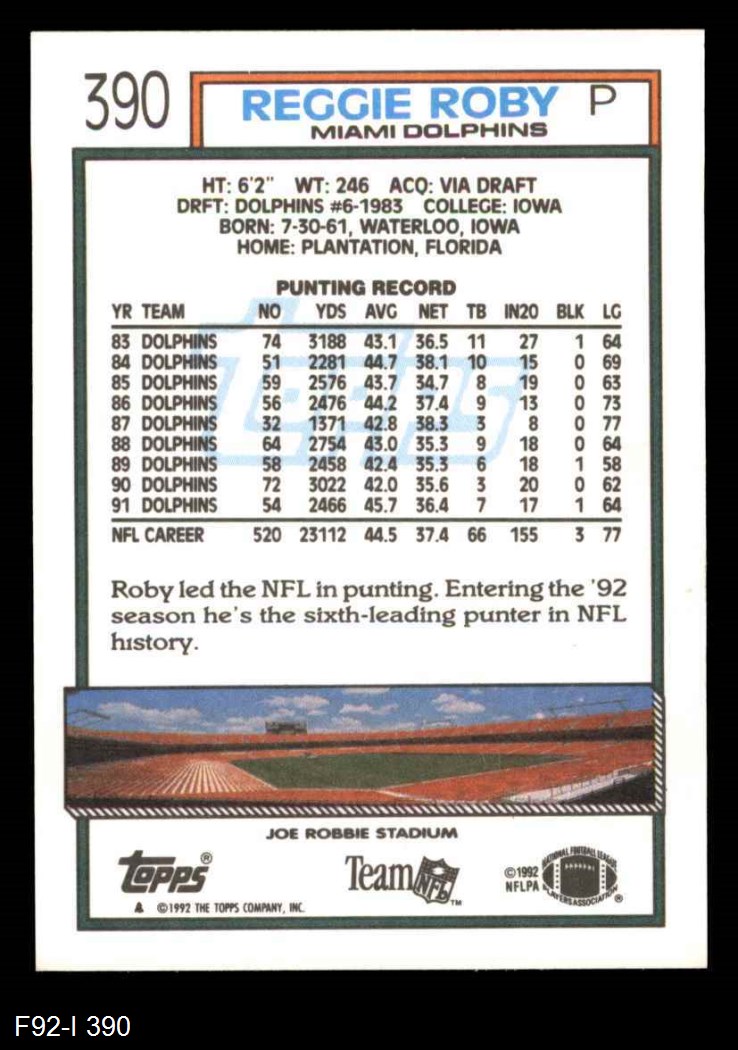 390
REGGIE ROBY P
MIAMI DOLPHINS
HT: 6'2" WT: 246 ACQ: VIA DRAFT
DRFT: DOLPHINS #6-1983 COLLEGE: IOWA
BORN: 7-30-61, WATERLOO, IOWA
HOME: PLANTATION, FLORIDA
PUNTING RECORD
YR TEAM NO YDS AVG NET TB IN20 BLK LG
83 DOLPHINS 74 3188 43.1 36.5 11 27 1 64
84 DOLPHINS 51 2281 44.7 38.1 10 15 0 69
85 DOLPHINS 59 2576 43.7 34.7 8 19 0 63
86 DOLPHINS 56 2476 44.2 37.4 9 13 0 73
87 DOLPHINS 32 1371 42.8 38.3 3 8 0 77
88 DOLPHINS 64 2754 43.0 35.3 9 18 0 64
89 DOLPHINS 58 2458 42.4 35.3 6 18 1 58
90 DOLPHINS 72 3022 42.0 35.6 3 20 0 62
91 DOLPHINS 54 2466 45.7 36.4 7 17 1 64
NFL CAREER 520 23112 44.5 37.4 66 155 3 77
topps
Roby led the NFL in punting. Entering the '92
season he's the sixth-leading punter in NFL
history.
JOE ROBBIE STADIUM
topps®
A ©1992 THE TOPPS COMPANY, INC.
Team NFL™
©1992
NFLPA
NATIONAL FOOTBALL LEAGUE
PLAYERS ASSOCIATION ®
F92-I 390